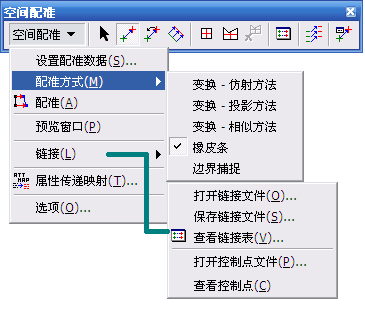 空间配准
空间配准
设置配准数据(S)...
配准方式(M)
配准(A)
预览窗口(P)
链接(L)
ATT
MAP
属性传递映射(T)...
选项(O)...
变换 - 仿射方法
变换 - 投影方法
变换 - 相似方法
橡皮条
边界捕捉
打开链接文件(O)...
保存链接文件(S)...
查看链接表(V)...
打开控制点文件(P)...
查看控制点(C)